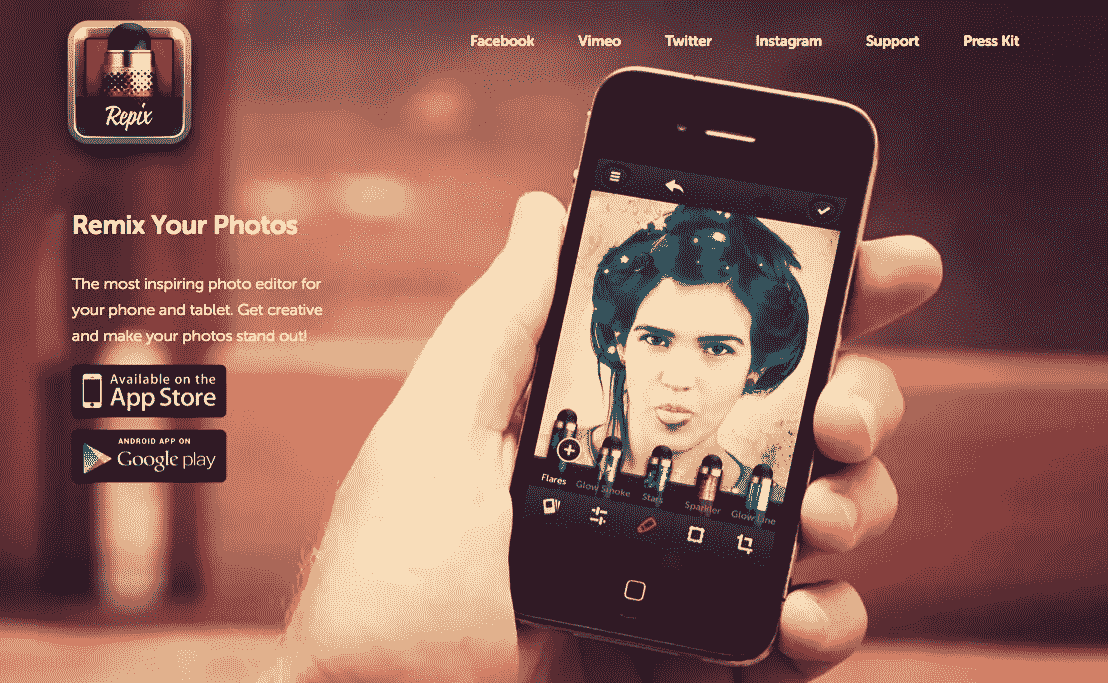 Repix
Facebook Vimeo Twitter Instagram Support Press Kit
Remix Your Photos
The most inspiring photo editor for
your phone and tablet. Get creative
and make your photos stand out!
Available on the
App Store
ANDROID APP ON
Google play
Flares Glow Smoke Stars Sparkler Glow Line